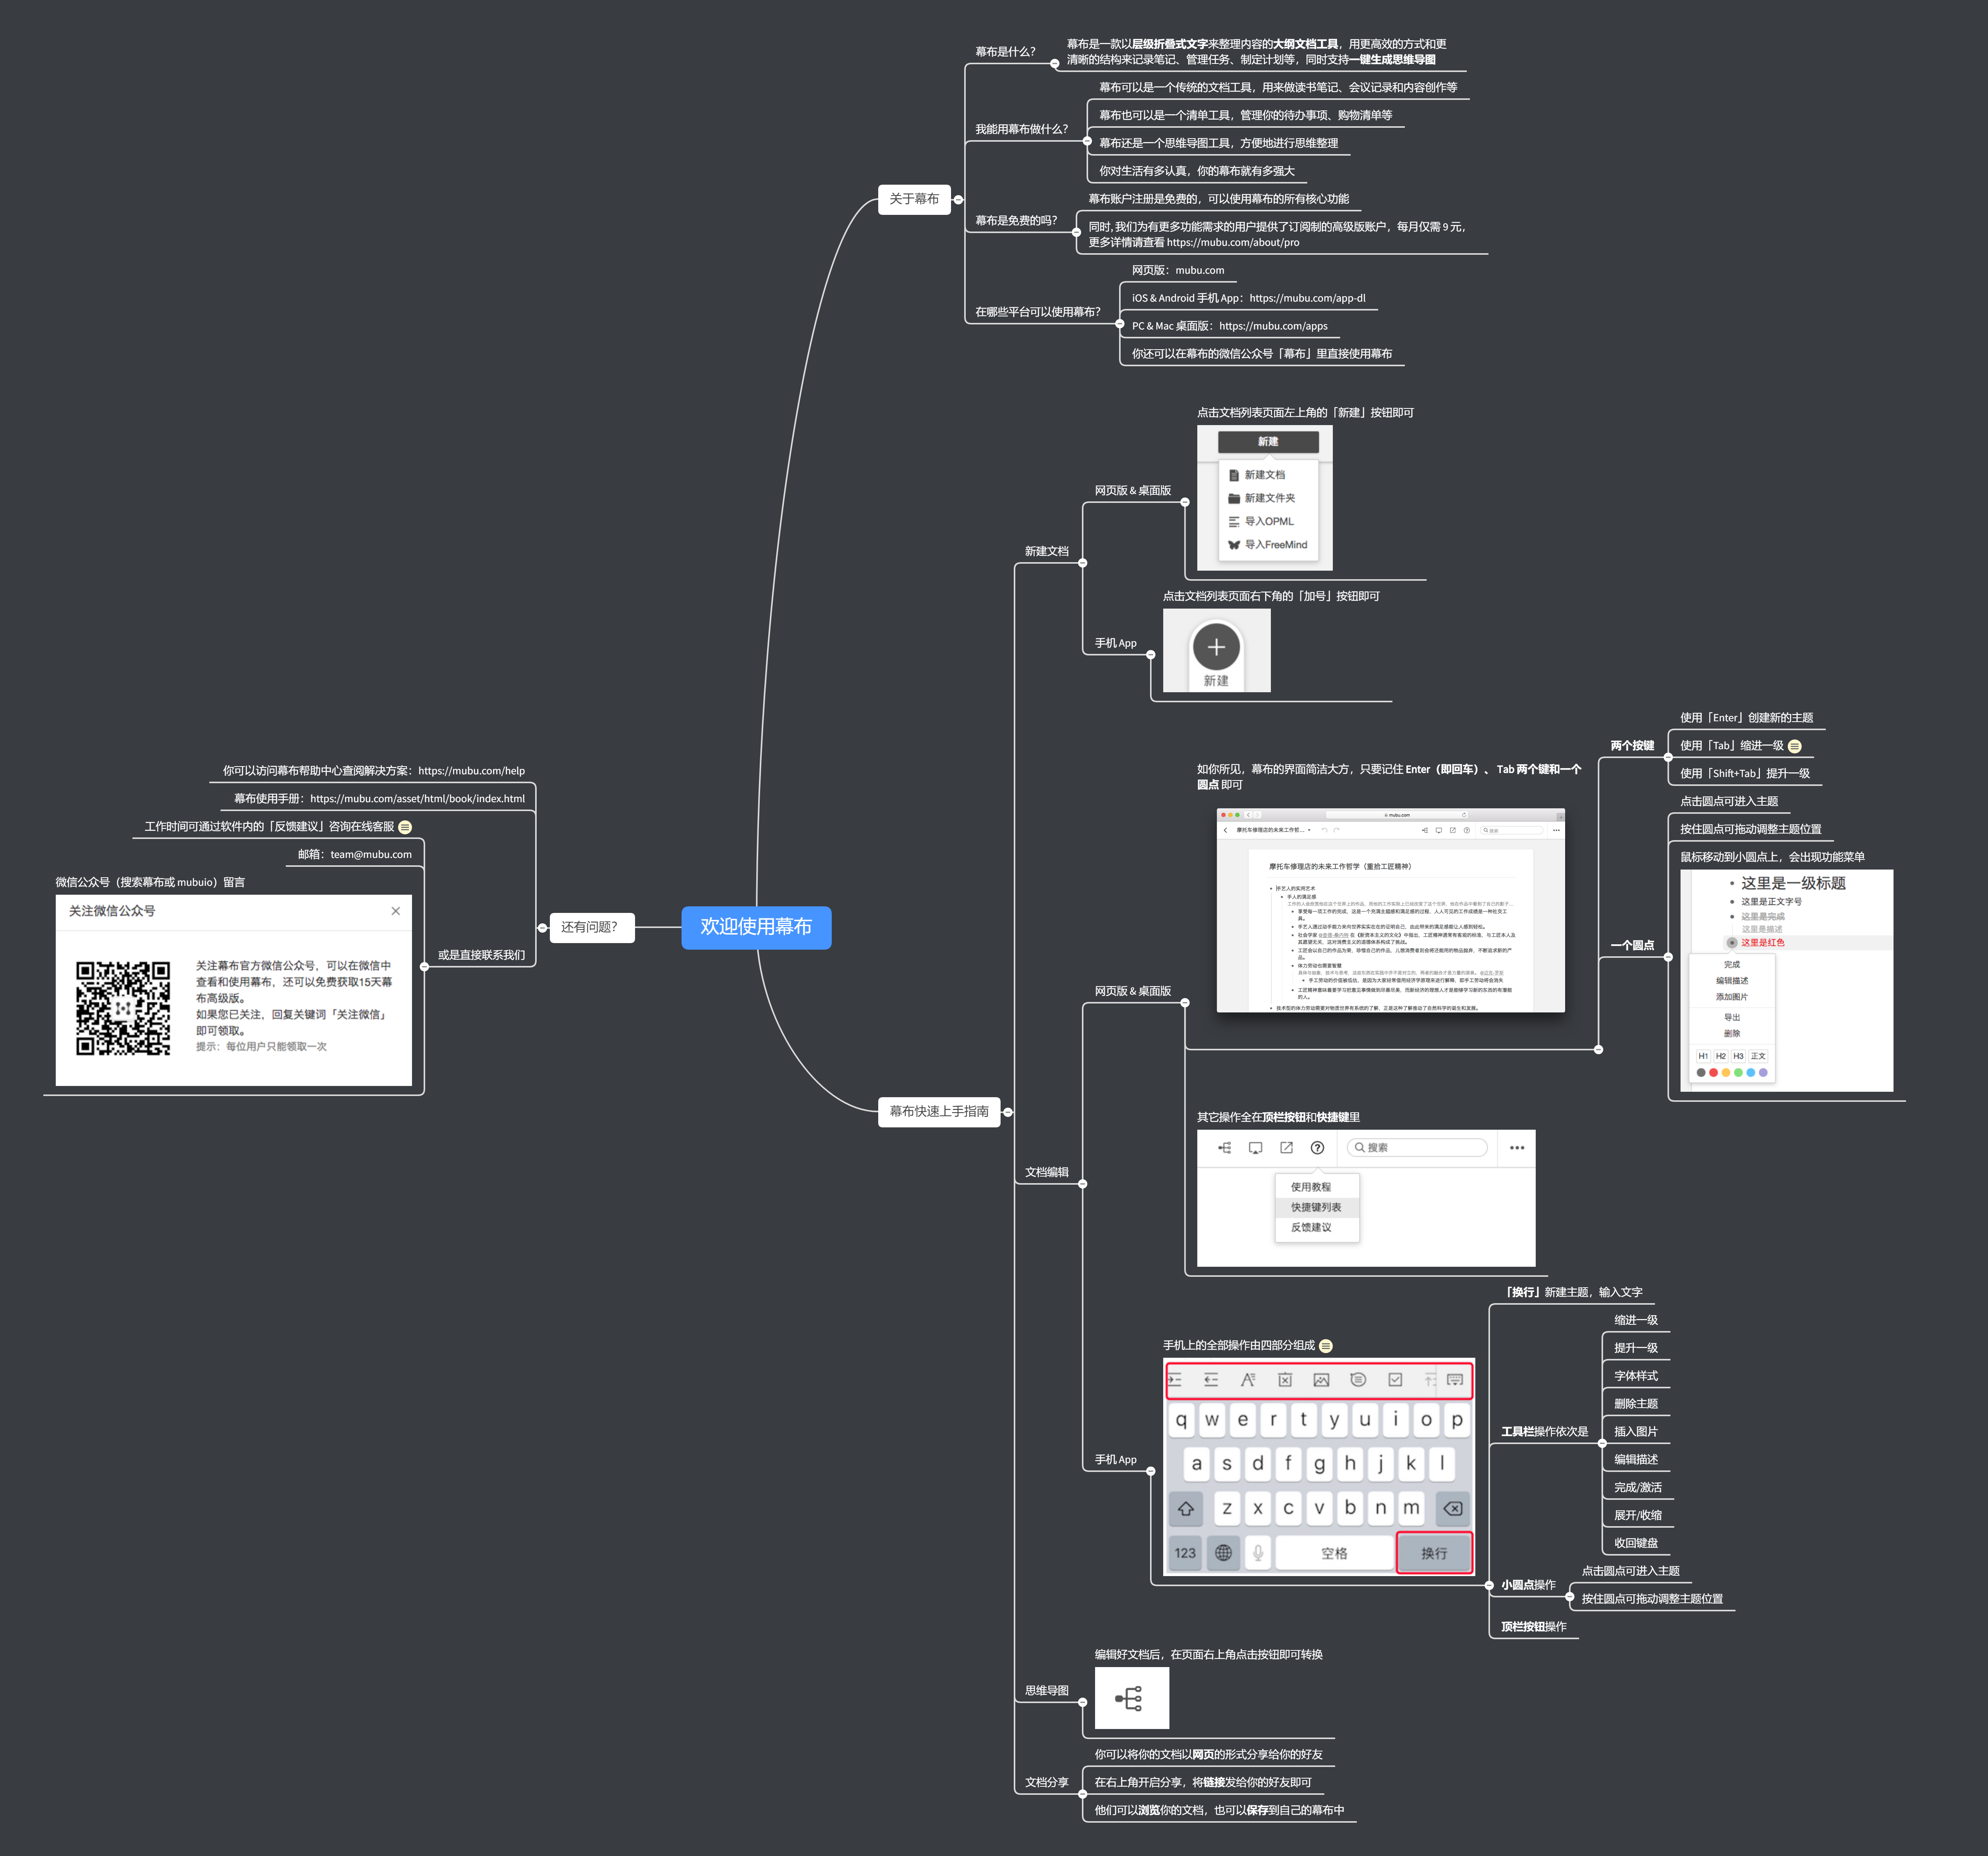 欢迎使用幕布
关于幕布
幕布是什么？
幕布是一款以层级折叠式文字来整理内容的大纲文档工具，用更高效的方式和更
清晰的结构来记录笔记、管理任务、制定计划等，同时支持一键生成思维导图
我能用幕布做什么？
幕布可以是一个传统的文档工具，用来做读书笔记、会议记录和内容创作等
幕布也可以是一个清单工具，管理你的待办事项、购物清单等
幕布还是一个思维导图工具，方便地进行思维整理
你对生活有多认真，你的幕布就有多强大
幕布是免费的吗？
幕布账户注册是免费的，可以使用幕布的所有核心功能
同时，我们为有更多功能需求的用户提供了订阅制的高级版账户，每月仅需 9 元，
更多详情请查看 https://mubu.com/about/pro
在哪些平台可以使用幕布？
网页版：mubu.com
iOS & Android 手机 App：https://mubu.com/app-dl
PC & Mac 桌面版：https://mubu.com/apps
你还可以在幕布的微信公众号「幕布」里直接使用幕布
幕布快速上手指南
新建文档
网页版 & 桌面版
点击文档列表页面左上角的「新建」按钮即可
新建
新建文档
新建文件夹
导入OPML
导入FreeMind
手机 App
点击文档列表页面右下角的「加号」按钮即可
新建
文档编辑
网页版 & 桌面版
如你所见，幕布的界面简洁大方，只要记住 Enter（即回车）、 Tab 两个键和一个
圆点 即可
mubu.com
摩托车修理店的未来工作哲学（重拾工匠精神）
手艺人的实用艺术
手人的满足感
两个按键
使用「Enter」创建新的主题
使用「Tab」缩进一级
使用「Shift+Tab」提升一级
一个圆点
点击圆点可进入主题
按住圆点可拖动调整主题位置
鼠标移动到小圆点上，会出现功能菜单
这里是一级标题
这里是正文字号
这里是完成
这里是描述
这里是红色
完成
编辑描述
添加图片
导出
删除
H1 H2 H3 正文
其它操作全在顶栏按钮和快捷键里
搜索
使用教程
快捷键列表
反馈建议
手机 App
手机上的全部操作由四部分组成
q w e r t y u i o p
a s d f g h j k l
z x c v b n m
123 空格 换行
「换行」新建主题，输入文字
工具栏操作依次是
缩进一级
提升一级
字体样式
删除主题
插入图片
编辑描述
完成/激活
展开/收缩
收回键盘
小圆点操作
点击圆点可进入主题
按住圆点可拖动调整主题位置
顶栏按钮操作
思维导图
编辑好文档后，在页面右上角点击按钮即可转换
文档分享
你可以将你的文档以网页的形式分享给你的好友
在右上角开启分享，将链接发给你的好友即可
他们可以浏览你的文档，也可以保存到自己的幕布中
还有问题？
你可以访问幕布帮助中心查阅解决方案：https://mubu.com/help
幕布使用手册：https://mubu.com/asset/html/book/index.html
或是直接联系我们
工作时间可通过软件内的「反馈建议」咨询在线客服
邮箱：team@mubu.com
微信公众号（搜索幕布或 mubuio）留言
关注微信公众号
关注幕布官方微信公众号，可以在微信中
查看和使用幕布，还可以免费获取15天幕
布高级版。
如果您已关注，回复关键词「关注微信」
即可领取。
提示：每位用户只能领取一次